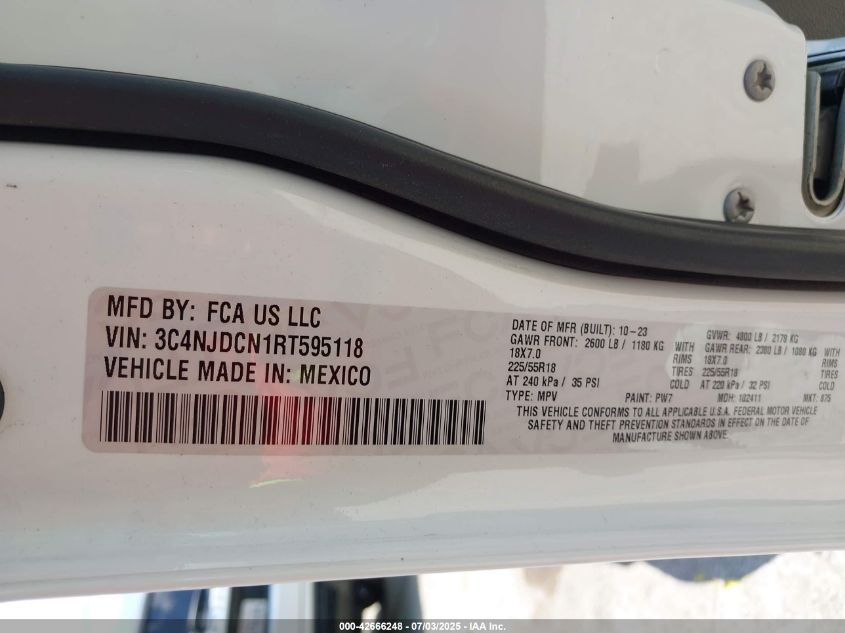 MFD BY: FCA US LLC
VIN: 3C4NJDCN1RT595118
VEHICLE MADE IN: MEXICO
DATE OF MFR (BUILT): 10-23 GVWR: 4800 LB / 2178 KG
GAWR FRONT: 2600 LB / 1180 KG WITH GAWR REAR: 2380 LB / 1080 KG WITH
18X7.0 RIMS 18X7.0 RIMS
225/55R18 TIRES 225/55R18 TIRES
AT 240 kPa / 35 PSI COLD AT 220 kPa / 32 PSI COLD
TYPE: MPV PAINT: PW7 MDH: 102411 MKT: 875
THIS VEHICLE CONFORMS TO ALL APPLICABLE U.S.A. FEDERAL MOTOR VEHICLE
SAFETY AND THEFT PREVENTION STANDARDS IN EFFECT ON THE DATE OF
MANUFACTURE SHOWN ABOVE.
000-42666248 - 07/03/2025 - IAA Inc.